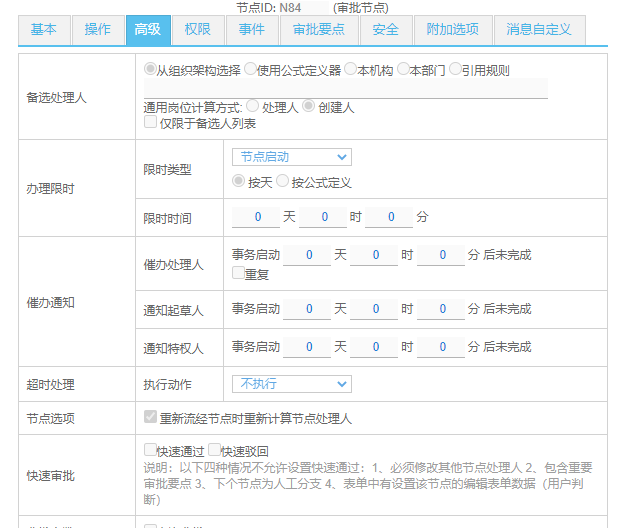 节点ID: N84 (审批节点)
基本 操作 高级 权限 事件 审批要点 安全 附加选项 消息自定义
备选处理人
从组织架构选择 使用公式定义器 本机构 本部门 引用规则
通用岗位计算方式: 处理人 创建人
仅限于备选人列表
办理限时
限时类型
节点启动
按天 按公式定义
限时时间
0 天 0 时 0 分
催办通知
催办处理人
事务启动 0 天 0 时 0 分 后未完成
重复
通知起草人
事务启动 0 天 0 时 0 分 后未完成
通知特权人
事务启动 0 天 0 时 0 分 后未完成
超时处理
执行动作
不执行
节点选项
重新流经节点时重新计算节点处理人
快速审批
快速通过 快速驳回
说明：以下四种情况不允许设置快速通过：1、必须修改其他节点处理人 2、包含重要
审批要点 3、下个节点为人工分支 4、表单中有设置该节点的编辑表单数据（用户判
断）